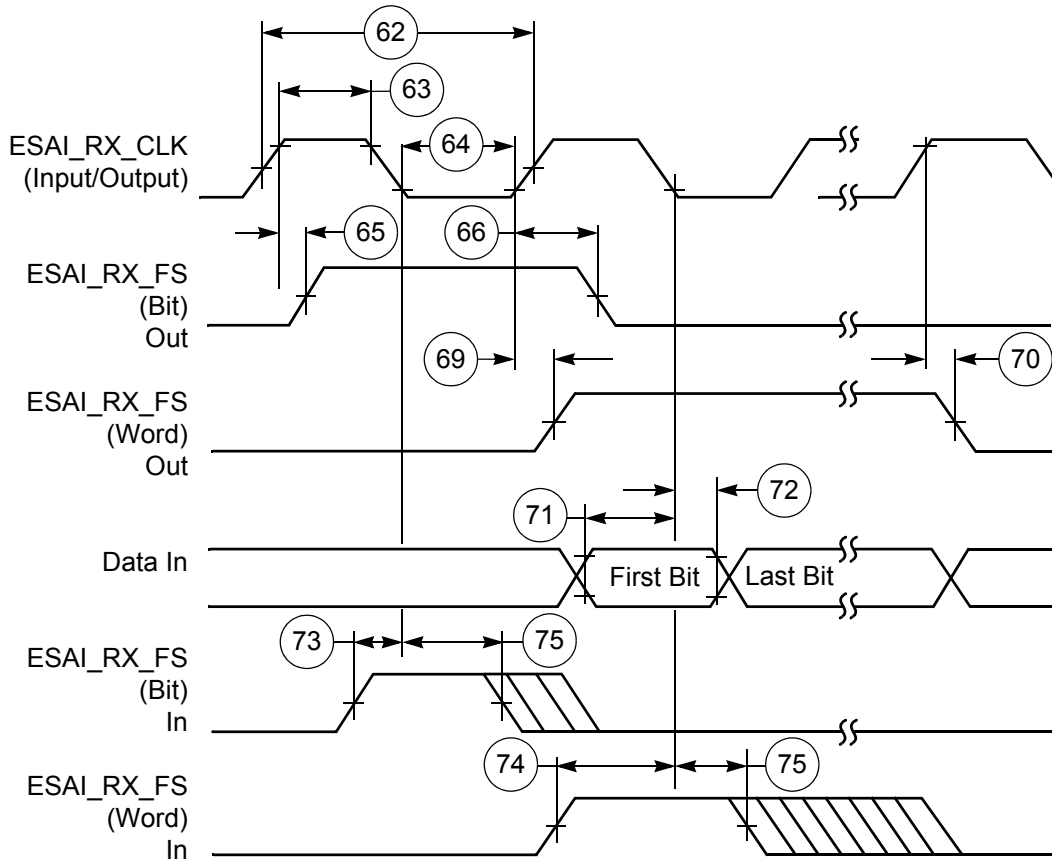 62
63
ESAI_RX_CLK
(Input/Output)
64
65
66
ESAI_RX_FS
(Bit)
Out
69
70
ESAI_RX_FS
(Word)
Out
71
72
Data In
First Bit
Last Bit
73
75
ESAI_RX_FS
(Bit)
In
74
75
ESAI_RX_FS
(Word)
In